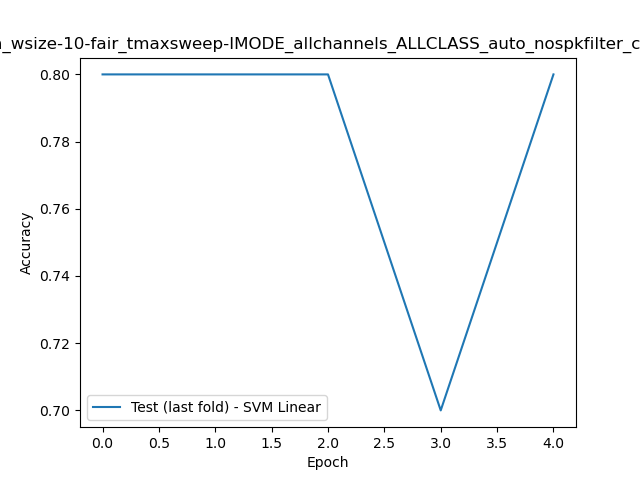 _wsize-10-fair_tmaxsweep-IMODE_allchannels_ALLCLASS_auto_nospkfilter_c
0.80
0.78
0.76
0.74
0.72
0.70
Accuracy
Test (last fold) - SVM Linear
0.0 0.5 1.0 1.5 2.0 2.5 3.0 3.5 4.0
Epoch